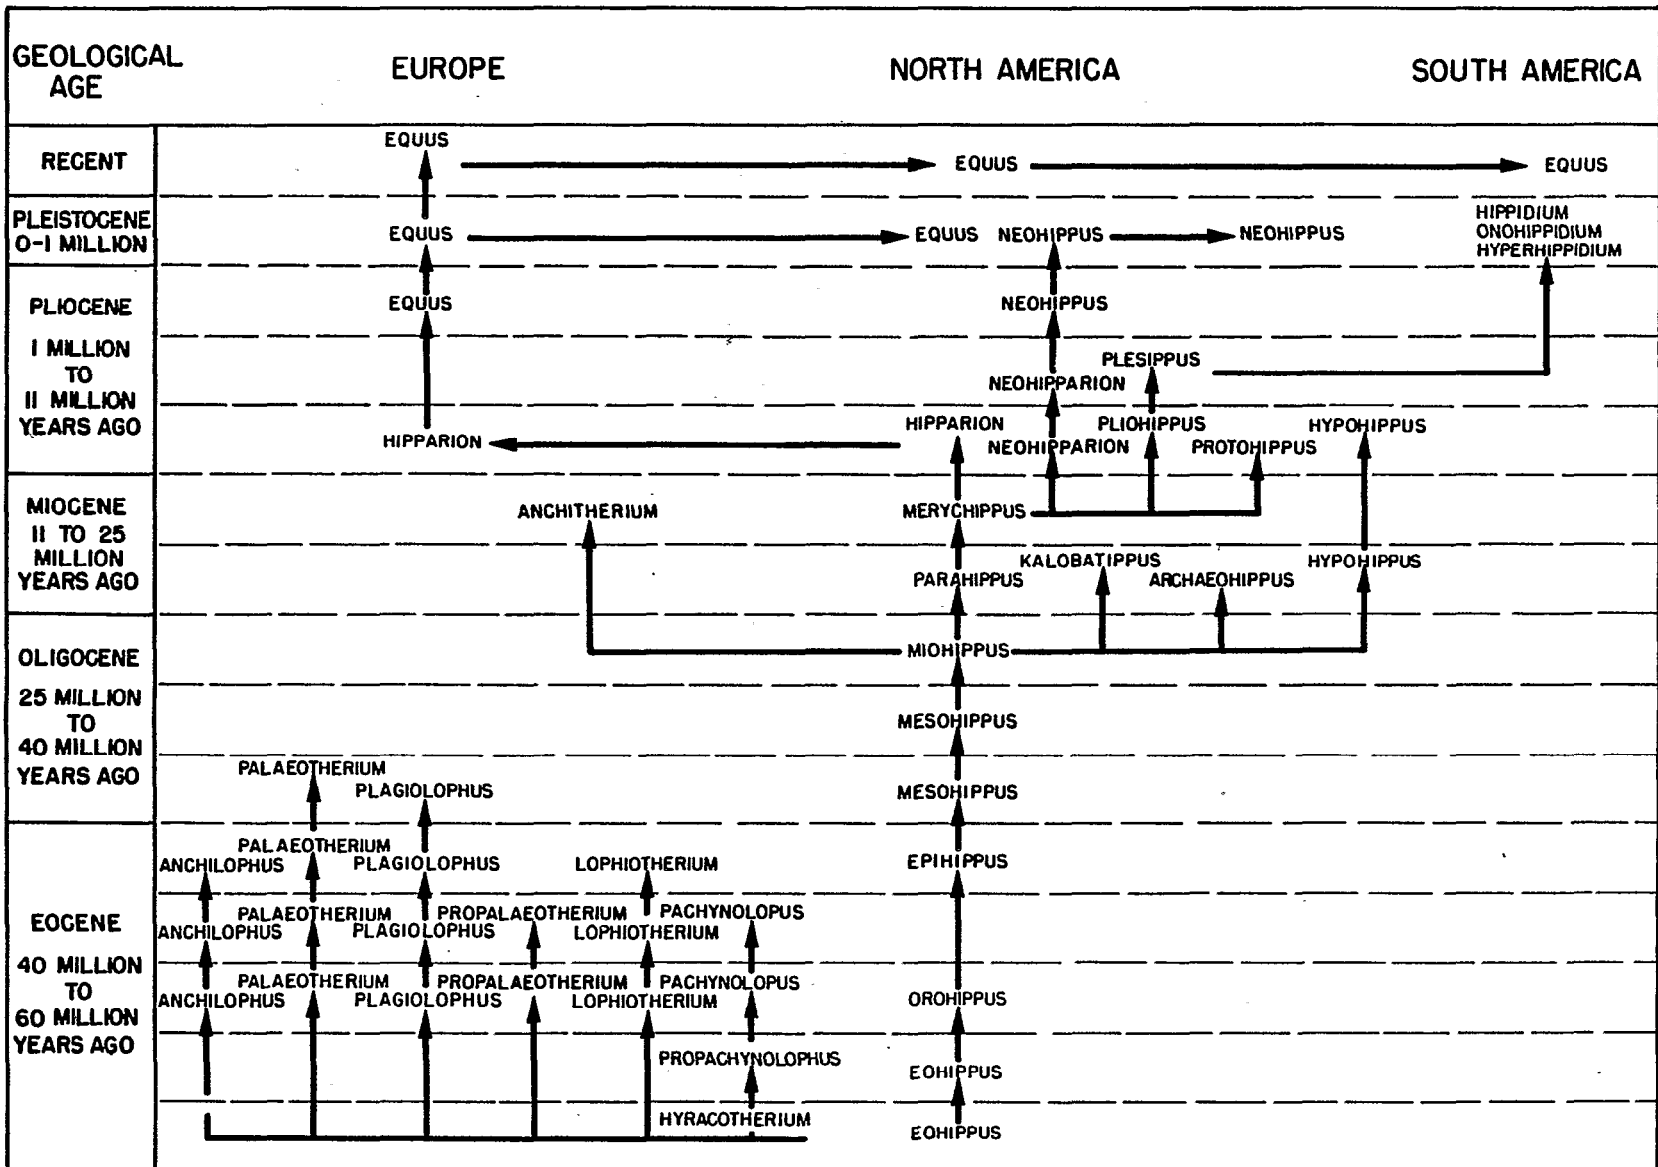 GEOLOGICAL AGE
EUROPE
NORTH AMERICA
SOUTH AMERICA
RECENT
EQUUS
EQUUS
EQUUS
PLEISTOCENE
0-1 MILLION
EQUUS
EQUUS
NEOHIPPUS
NEOHIPPUS
HIPPIDIUM
ONOHIPPIDIUM
HYPERHIPPIDIUM
PLIOCENE
1 MILLION
TO
11 MILLION
YEARS AGO
EQUUS
NEOHIPPUS
PLESIPPUS
NEOHIPPARION
HIPPARION
PLIOHIPPUS
HYPOHIPPUS
HIPPARION
NEOHIPPARION
PROTOHIPPUS
MIOCENE
11 TO 25
MILLION
YEARS AGO
ANCHITHERIUM
MERYCHIPPUS
KALOBATIPPUS
HYPOHIPPUS
PARAHIPPUS
ARCHAEOHIPPUS
OLIGOCENE
25 MILLION
TO
40 MILLION
YEARS AGO
MIOHIPPUS
MESOHIPPUS
PALAEOTHERIUM
PLAGIOLOPHUS
MESOHIPPUS
EOCENE
40 MILLION
TO
60 MILLION
YEARS AGO
PALAEOTHERIUM
ANCHILOPHUS
PLAGIOLOPHUS
LOPHIOTHERIUM
EPIHIPPUS
PALAEOTHERIUM
PROPALAEOTHERIUM
PACHYNOLOPUS
ANCHILOPHUS
PLAGIOLOPHUS
LOPHIOTHERIUM
PALAEOTHERIUM
PROPALAEOTHERIUM
PACHYNOLOPUS
ANCHILOPHUS
PLAGIOLOPHUS
LOPHIOTHERIUM
OROHIPPUS
PROPACHYNOLOPHUS
EOHIPPUS
HYRACOTHERIUM
EOHIPPUS